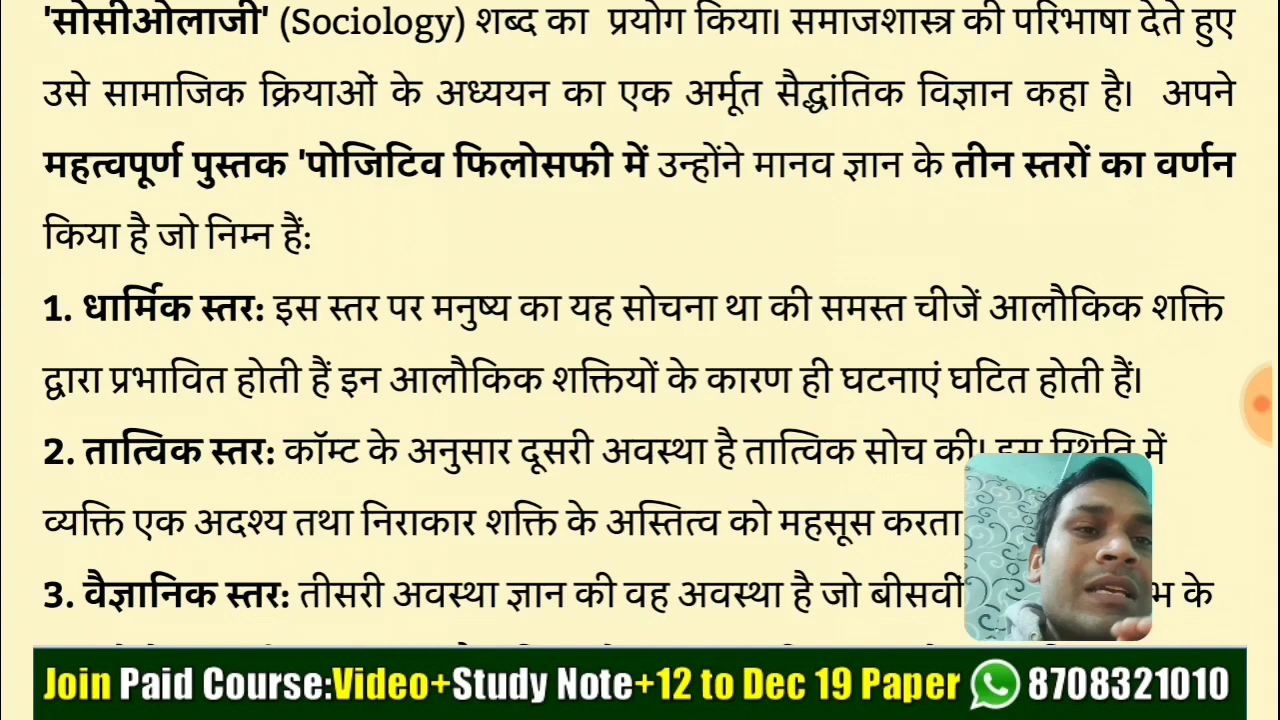 'सोसीओलाजी' (Sociology) शब्द का प्रयोग किया। समाजशास्त्र की परिभाषा देते हुए
उसे सामाजिक क्रियाओं के अध्ययन का एक अर्मूत सैद्धांतिक विज्ञान कहा है। अपने
महत्वपूर्ण पुस्तक 'पोजिटिव फिलोसफी में उन्होंने मानव ज्ञान के तीन स्तरों का वर्णन
किया है जो निम्न हैं:
1. धार्मिक स्तर: इस स्तर पर मनुष्य का यह सोचना था की समस्त चीजें आलौकिक शक्ति
द्वारा प्रभावित होती हैं इन आलौकिक शक्तियों के कारण ही घटनाएं घटित होती हैं।
2. तात्विक स्तर: कॉम्ट के अनुसार दूसरी अवस्था है तात्विक सोच की। इस स्थिति में
व्यक्ति एक अदश्य तथा निराकार शक्ति के अस्तित्व को महसूस करता
3. वैज्ञानिक स्तर: तीसरी अवस्था ज्ञान की वह अवस्था है जो बीसवीं के
Join Paid Course:Video+Study Note+12 to Dec 19 Paper 8708321010